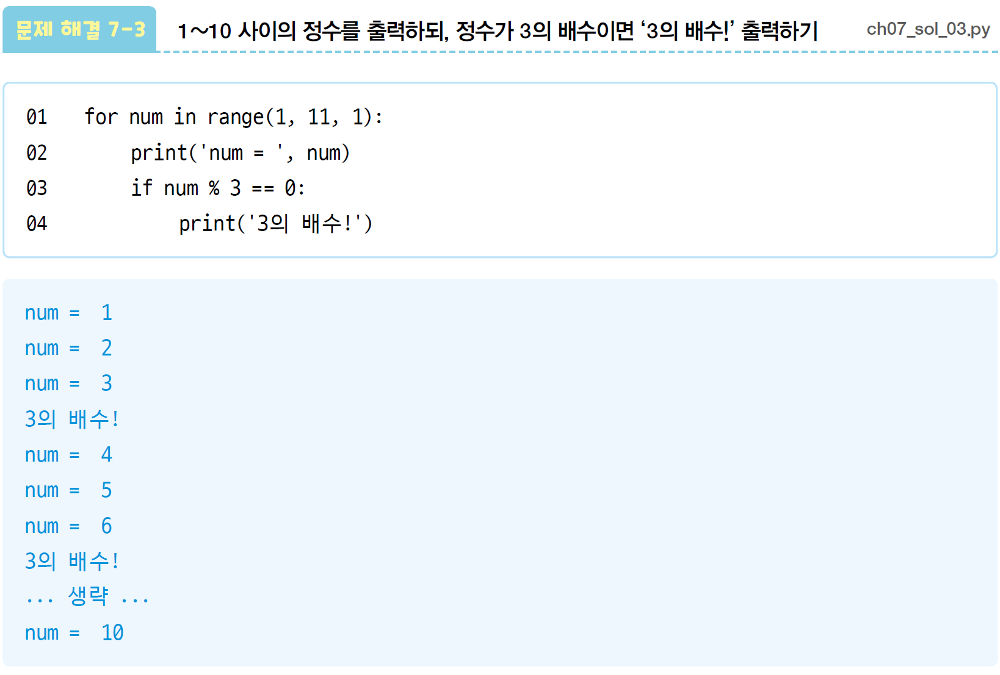 문제 해결 7-3 1~10 사이의 정수를 출력하되, 정수가 3의 배수이면 ‘3의 배수!’ 출력하기 ch07_sol_03.py
01 for num in range(1, 11, 1):
02 print('num = ', num)
03 if num % 3 == 0:
04 print('3의 배수!')
num =  1
num =  2
num =  3
3의 배수!
num =  4
num =  5
num =  6
3의 배수!
... 생략 ...
num =  10